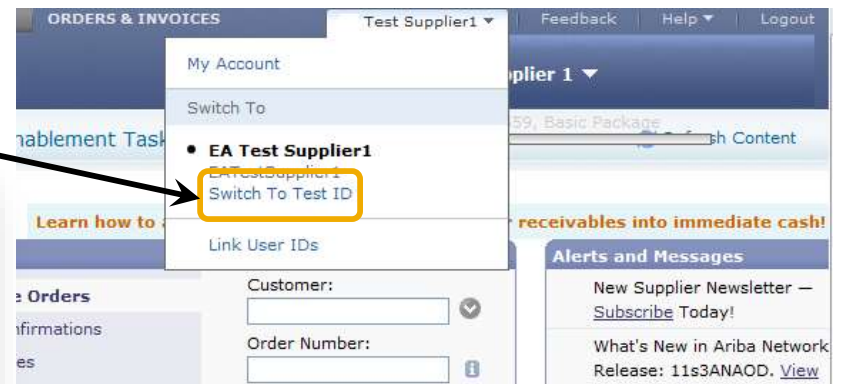 ORDERS & INVOICES
Test Supplier1
Feedback
Help
Logout
My Account
Switch To
EA Test Supplier1
EATestSupplier1
Switch To Test ID
Link User IDs
plier 1
59, Basic Package
nablement Task
sh Content
Learn how to
receivables into immediate cash!
Customer:
Order Number:
e Orders
nfirmations
es
Alerts and Messages
New Supplier Newsletter —
Subscribe Today!
What's New in Ariba Network
Release: 11s3ANAOD. View